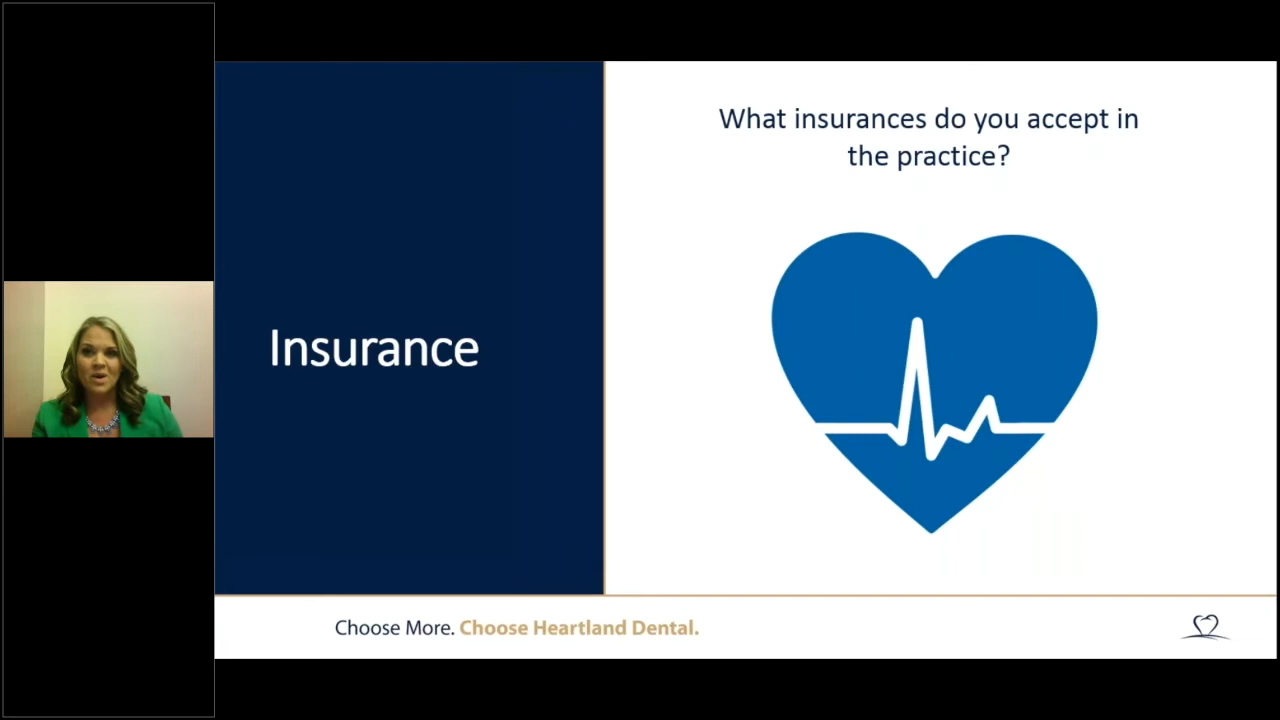 What insurances do you accept in
the practice?
Insurance
Choose More. Choose Heartland Dental.